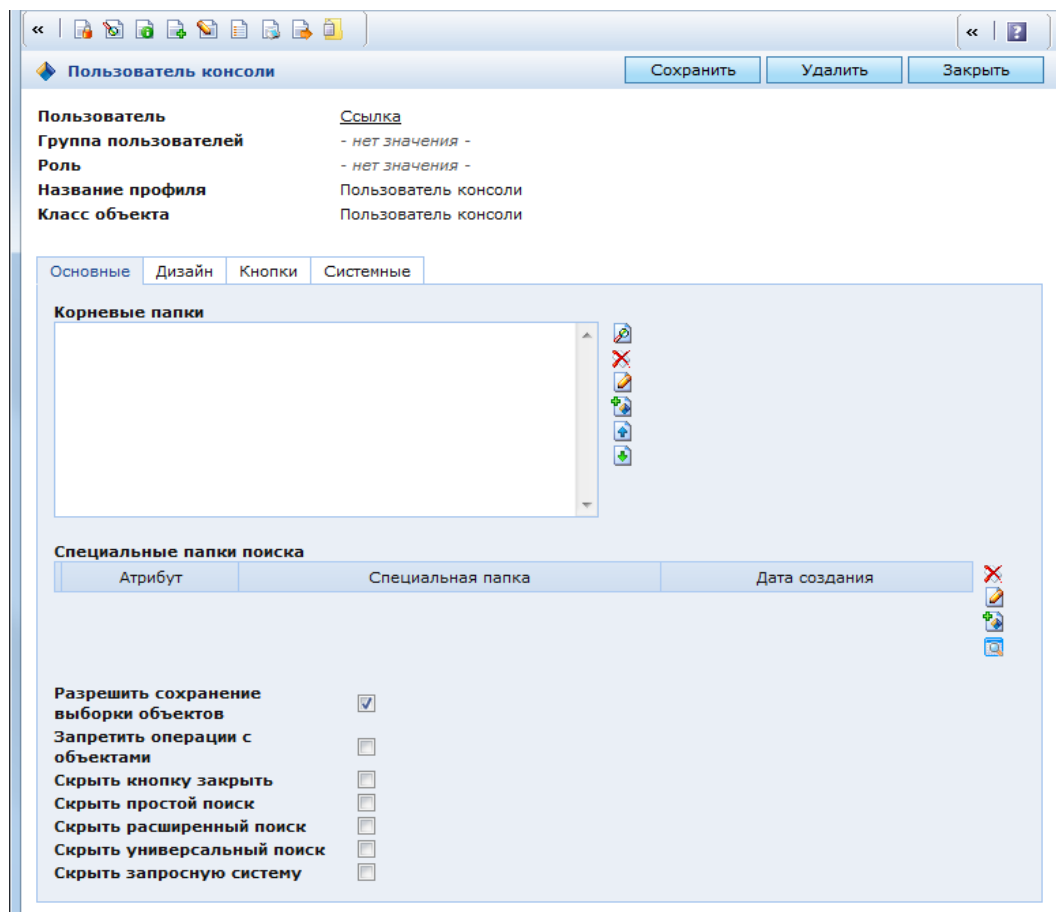 «
«
?
Пользователь консоли
Сохранить
Удалить
Закрыть
Пользователь Ссылка
Группа пользователей - нет значения -
Роль - нет значения -
Название профиля Пользователь консоли
Класс объекта Пользователь консоли
Основные Дизайн Кнопки Системные
Корневые папки
Специальные папки поиска
Атрибут Специальная папка Дата создания
Разрешить сохранение
выборки объектов
Запретить операции с
объектами
Скрыть кнопку закрыть
Скрыть простой поиск
Скрыть расширенный поиск
Скрыть универсальный поиск
Скрыть запросную систему